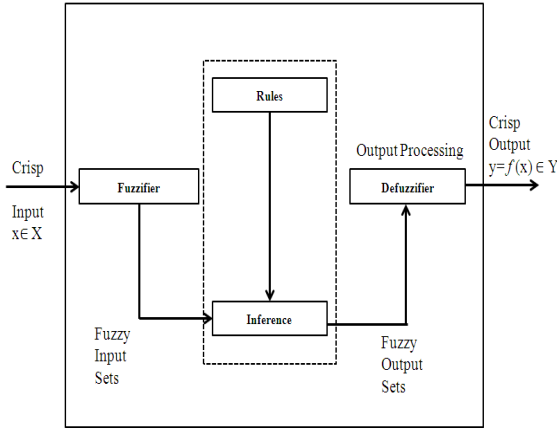 Rules
Crisp
Input
x∈X
Fuzzifier
Output Processing
Defuzzifier
Crisp
Output
y=f(x)∈Y
Inference
Fuzzy
Input
Sets
Fuzzy
Output
Sets